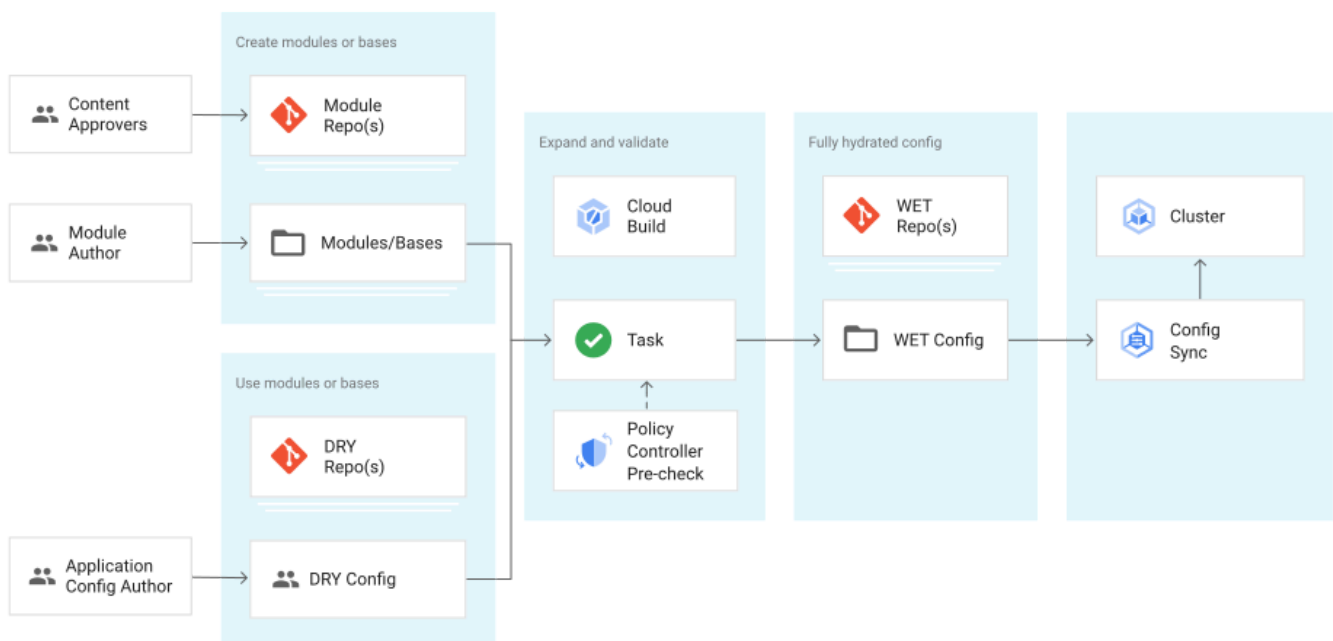 Create modules or bases
Content
Approvers
Module
Repo(s)
Module
Author
Modules/Bases
Use modules or bases
DRY
Repo(s)
Application
Config Author
DRY Config
Expand and validate
Cloud
Build
Task
Policy
Controller
Pre-check
Fully hydrated config
WET
Repo(s)
WET Config
Cluster
Config
Sync